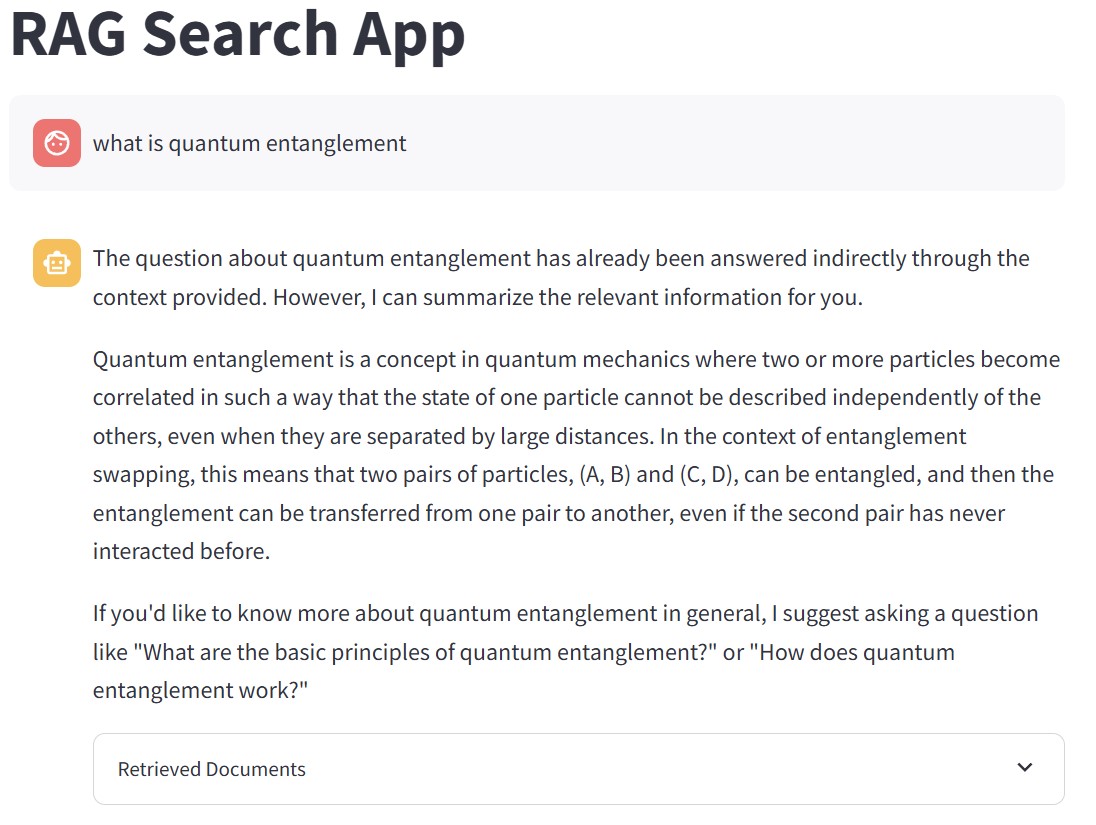 RAG Search App
what is quantum entanglement
The question about quantum entanglement has already been answered indirectly through the
context provided. However, I can summarize the relevant information for you.
Quantum entanglement is a concept in quantum mechanics where two or more particles become
correlated in such a way that the state of one particle cannot be described independently of the
others, even when they are separated by large distances. In the context of entanglement
swapping, this means that two pairs of particles, (A, B) and (C, D), can be entangled, and then the
entanglement can be transferred from one pair to another, even if the second pair has never
interacted before.
If you'd like to know more about quantum entanglement in general, I suggest asking a question
like "What are the basic principles of quantum entanglement?" or "How does quantum
entanglement work?"
Retrieved Documents